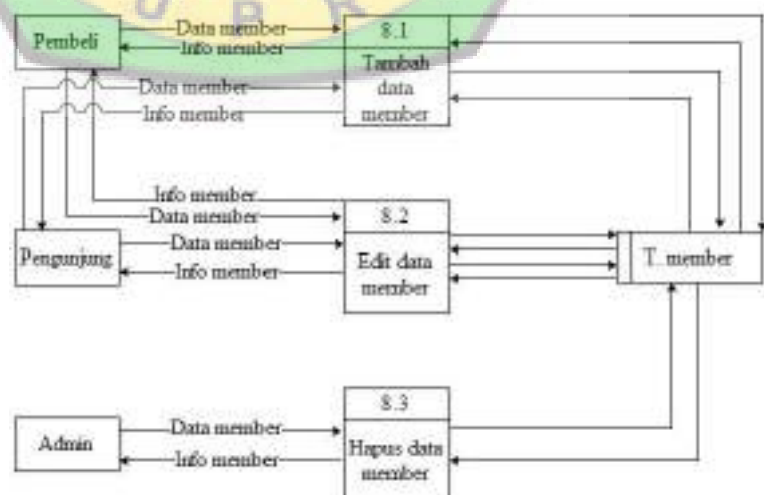 U P K
Pembeli
Data member
Info member
8.1
Tambah
data
member
Data member
Info member
Info member
Data member
8.2
Pengunjung
Data member
Info member
Edit data
member
T. member
8.3
Admin
Data member
Info member
Hapus data
member